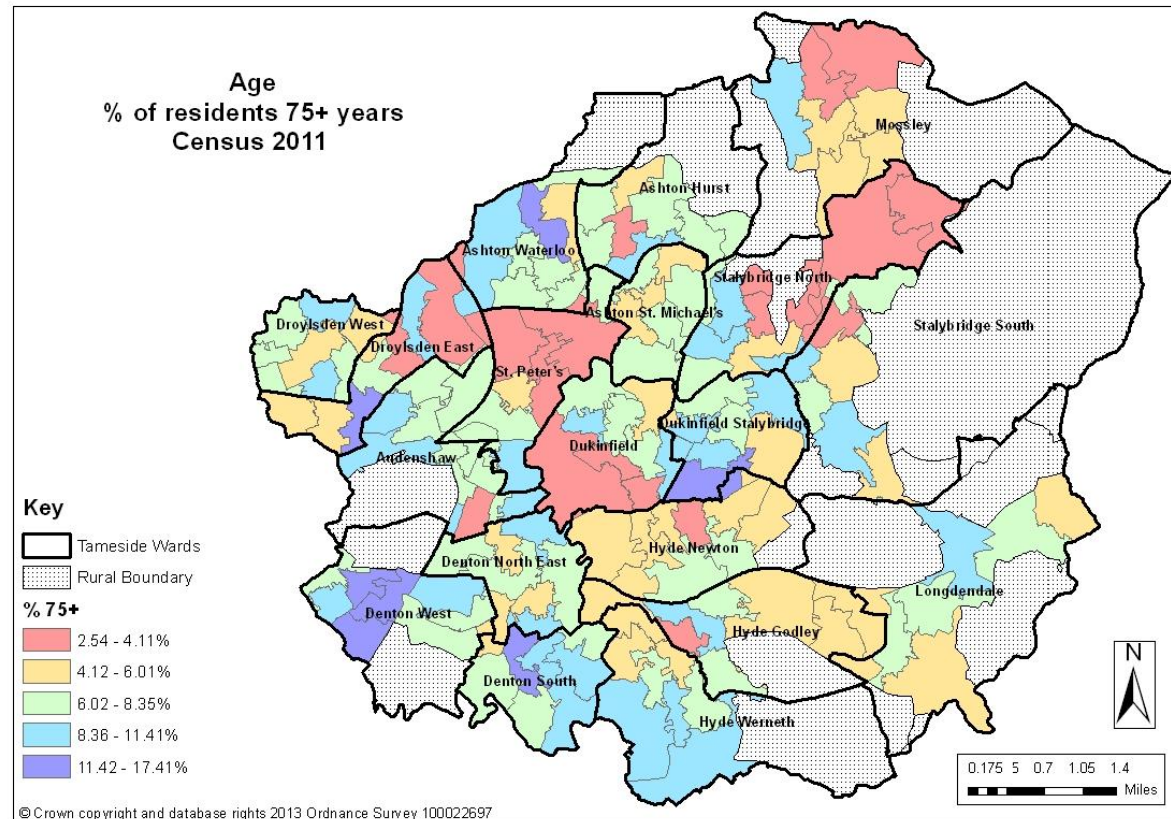 Age
% of residents 75+ years
Census 2011
Mossley
Ashton Hurst
Ashton Waterloo
Stalybridge North
Ashton St. Michael's
Droylsden West
Stalybridge South
Droylsden East
St. Peter's
Dukinfield Stalybridge
Dukinfield
Audenshaw
Hyde Newton
Denton North East
Longdendale
Denton West
Hyde Godley
Denton South
Hyde Werneth
Key
Tameside Wards
Rural Boundary
% 75+
2.54 - 4.11%
4.12 - 6.01%
6.02 - 8.35%
8.36 - 11.41%
11.42 - 17.41%
N
0.175 5 0.7 1.05 1.4
Miles
© Crown copyright and database rights 2013 Ordnance Survey 100022697